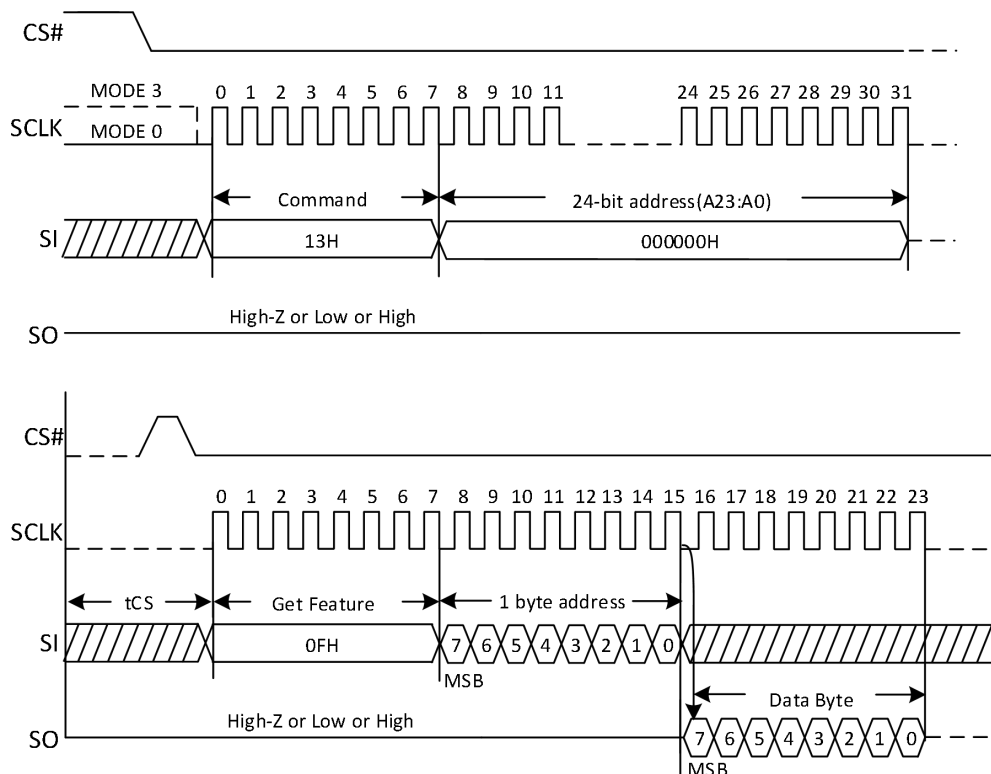 CS#
MODE 3
0 1 2 3 4 5 6 7 8 9 10 11 24 25 26 27 28 29 30 31
SCLK
MODE 0
Command
24-bit address(A23:A0)
SI
13H
000000H
High-Z or Low or High
SO
CS#
0 1 2 3 4 5 6 7 8 9 10 11 12 13 14 15 16 17 18 19 20 21 22 23
SCLK
tCS
Get Feature
1 byte address
SI
0FH
7 6 5 4 3 2 1 0
MSB
Data Byte
High-Z or Low or High
SO
7 6 5 4 3 2 1 0
MSB